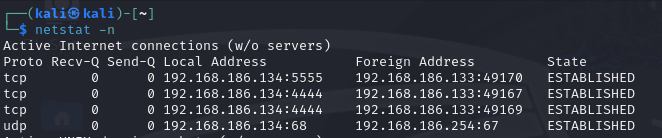 ┌──(kali㉿kali)-[~]
└─$ netstat -n
Active Internet connections (w/o servers)
Proto Recv-Q Send-Q Local Address           Foreign Address         State
tcp        0      0 192.168.186.134:5555    192.168.186.133:49170   ESTABLISHED
tcp        0      0 192.168.186.134:4444    192.168.186.133:49167   ESTABLISHED
tcp        0      0 192.168.186.134:4444    192.168.186.133:49169   ESTABLISHED
udp        0      0 192.168.186.134:68      192.168.186.254:67      ESTABLISHED